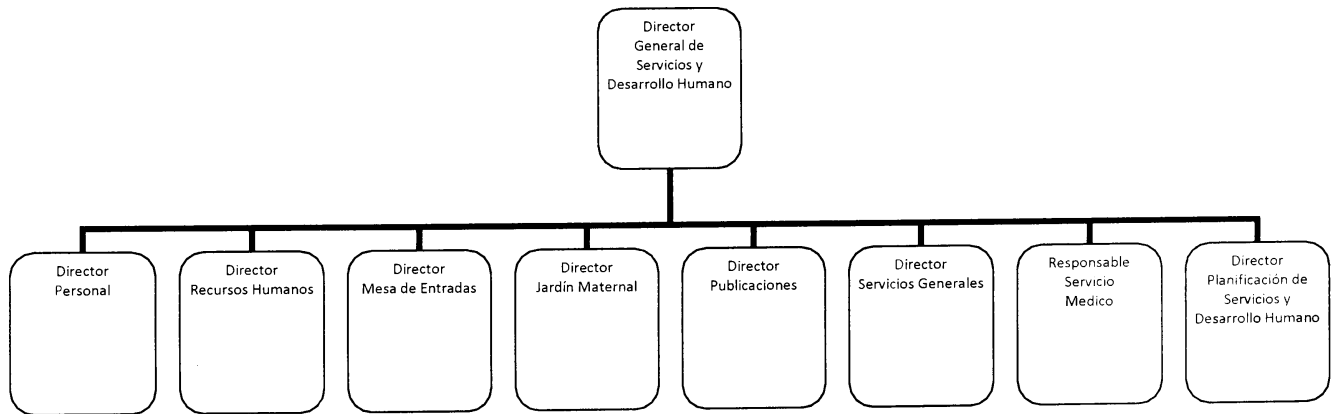 Director
General de
Servicios y
Desarrollo Humano
Director
Personal
Director
Recursos Humanos
Director
Mesa de Entradas
Director
Jardín Maternal
Director
Publicaciones
Director
Servicios Generales
Responsable
Servicio
Medico
Director
Planificación de
Servicios y
Desarrollo Humano